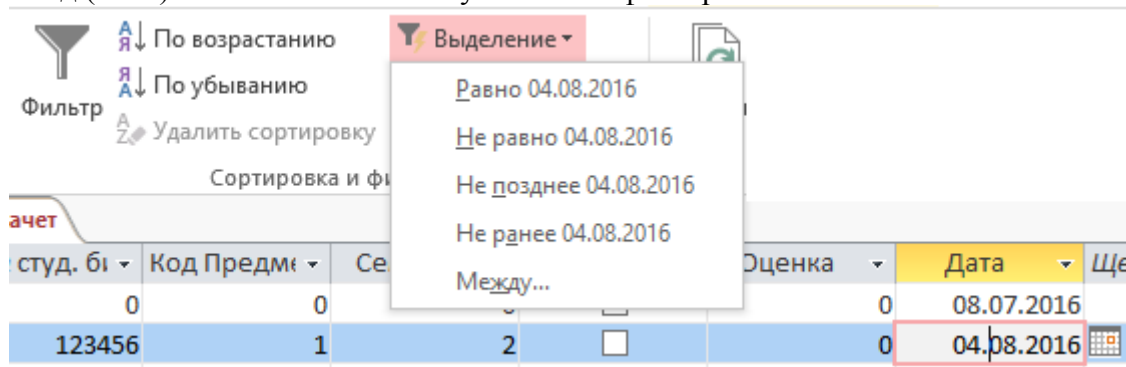 По возрастанию
Выделение
По убыванию
Фильтр
Удалить сортировку
Сортировка и
Равно 04.08.2016
Не равно 04.08.2016
Не позднее 04.08.2016
Не ранее 04.08.2016
Между...
ачет
студ. Код Предме Се Оценка Дата Ще
0 0 0 08.07.2016
123456 1 2 0 04.08.2016